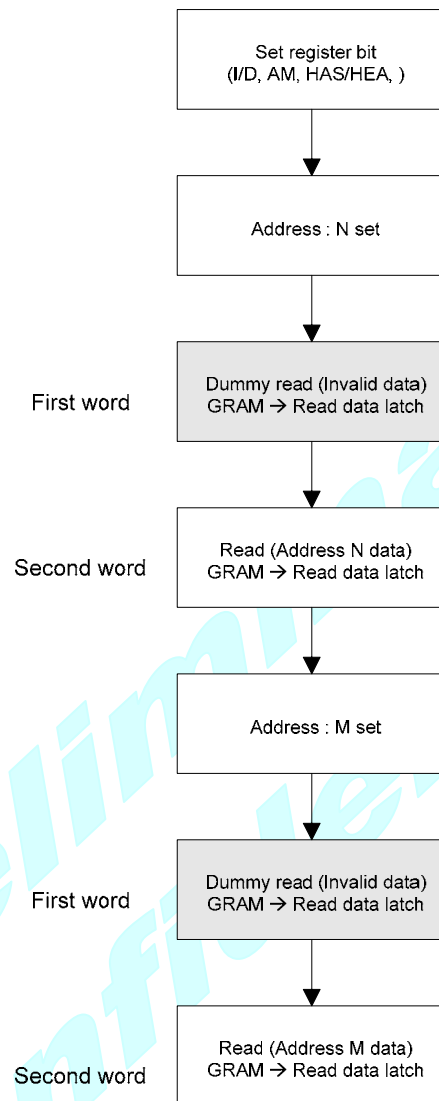 Set register bit
(I/D, AM, HAS/HEA, )
Address : N set
First word
Dummy read (Invalid data)
GRAM → Read data latch
Second word
Read (Address N data)
GRAM → Read data latch
Address : M set
First word
Dummy read (Invalid data)
GRAM → Read data latch
Second word
Read (Address M data)
GRAM → Read data latch